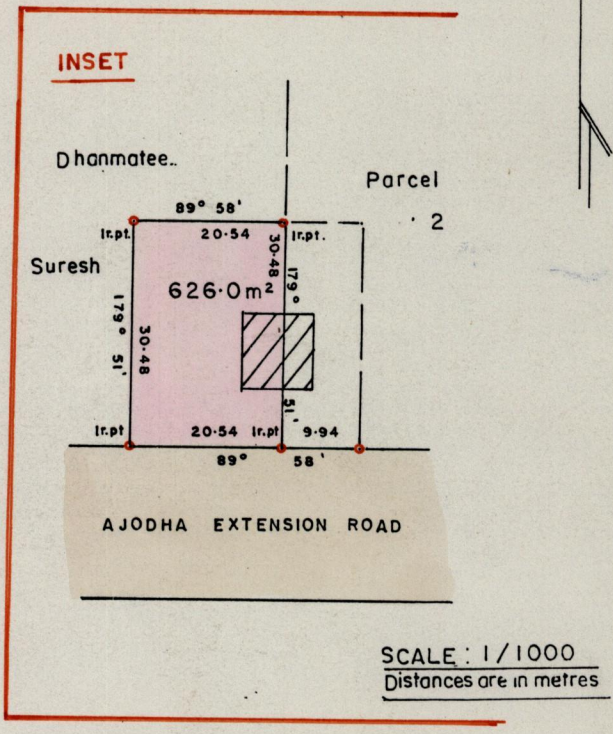 INSET
Dhanmatee..
Parcel
2
89° 58'
Ir.pt. 20·54 Ir.pt.
Suresh
30·48
179°
626·0m²
179° 51'
30·48
51'
Ir.pt 20·54 Ir.pt 9·94
89° 58'
AJODHA EXTENSION ROAD
SCALE : 1/1000
Distances are in metres